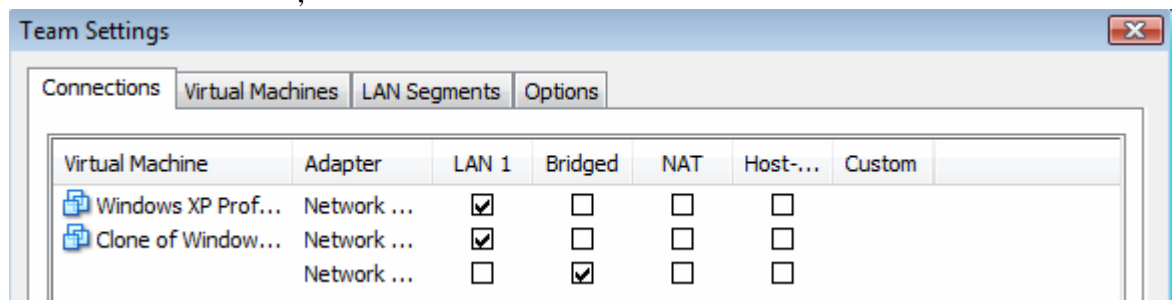 Team Settings
Connections Virtual Machines LAN Segments Options
Virtual Machine Adapter LAN 1 Bridged NAT Host-... Custom
Windows XP Prof... Network ...
Clone of Window... Network ...
Network ...